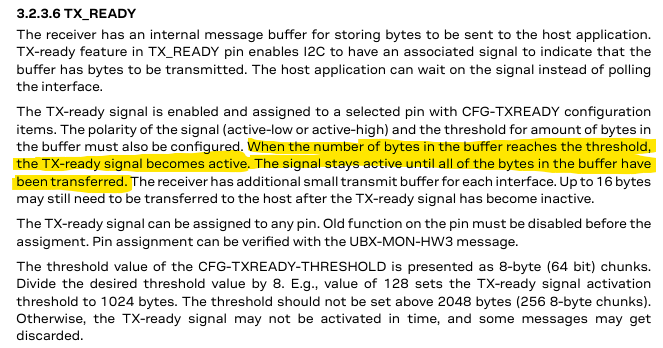 3.2.3.6 TX_READY
The receiver has an internal message buffer for storing bytes to be sent to the host application.
TX-ready feature in TX_READY pin enables I2C to have an associated signal to indicate that the
buffer has bytes to be transmitted. The host application can wait on the signal instead of polling
the interface.
The TX-ready signal is enabled and assigned to a selected pin with CFG-TXREADY configuration
items. The polarity of the signal (active-low or active-high) and the threshold for amount of bytes in
the buffer must also be configured. When the number of bytes in the buffer reaches the threshold,
the TX-ready signal becomes active. The signal stays active until all of the bytes in the buffer have
been transferred. The receiver has additional small transmit buffer for each interface. Up to 16 bytes
may still need to be transferred to the host after the TX-ready signal has become inactive.
The TX-ready signal can be assigned to any pin. Old function on the pin must be disabled before the
assigment. Pin assignment can be verified with the UBX-MON-HW3 message.
The threshold value of the CFG-TXREADY-THRESHOLD is presented as 8-byte (64 bit) chunks.
Divide the desired threshold value by 8. E.g., value of 128 sets the TX-ready signal activation
threshold to 1024 bytes. The threshold should not be set above 2048 bytes (256 8-byte chunks).
Otherwise, the TX-ready signal may not be activated in time, and some messages may get
discarded.